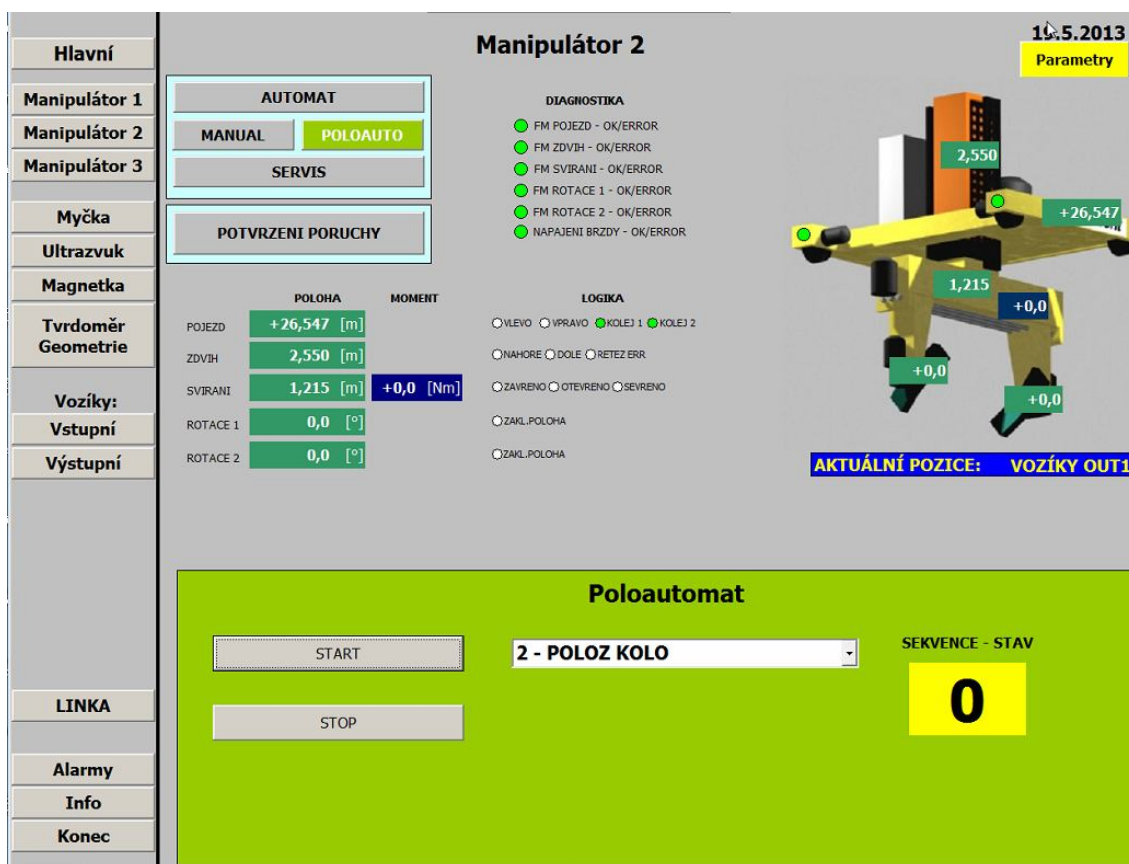 Manipulátor 2
19.5.2013
Parametry
Hlavní
Manipulátor 1
Manipulátor 2
Manipulátor 3
Myčka
Ultrazvuk
Magnetka
Tvrdoměr
Geometrie
Vozíky:
Vstupní
Výstupní
LINKA
Alarmy
Info
Konec
AUTOMAT
MANUAL POLOAUTO
SERVIS
POTVRZENI PORUCHY
DIAGNOSTIKA
FM POJEZD - OK/ERROR
FM ZDVIH - OK/ERROR
FM SVIRANI - OK/ERROR
FM ROTACE 1 - OK/ERROR
FM ROTACE 2 - OK/ERROR
NAPAJENI BRZDY - OK/ERROR
POLOHA MOMENT
POJEZD +26,547 [m]
ZDVIH 2,550 [m]
SVIRANI 1,215 [m] +0,0 [Nm]
ROTACE 1 0,0 [°]
ROTACE 2 0,0 [°]
LOGIKA
VLEVO VPRAVO KOLEJ 1 KOLEJ 2
NAHORE DOLE RETEZ ERR
ZAVRENO OTEVRENO SEVRENO
ZAKL.POLOHA
ZAKL.POLOHA
2,550
+26,547
1,215
+0,0
+0,0
+0,0
AKTUÁLNÍ POZICE: VOZÍKY OUT1
Poloautomat
START
2 - POLOZ KOLO
SEKVENCE - STAV
0
STOP